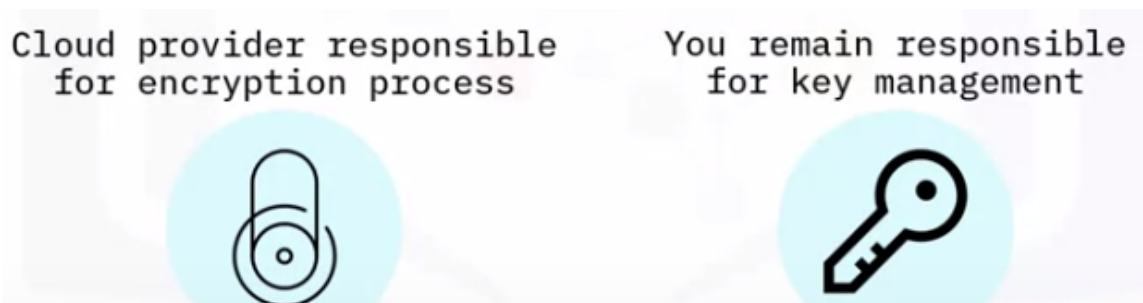 Cloud provider responsible
for encryption process
You remain responsible
for key management